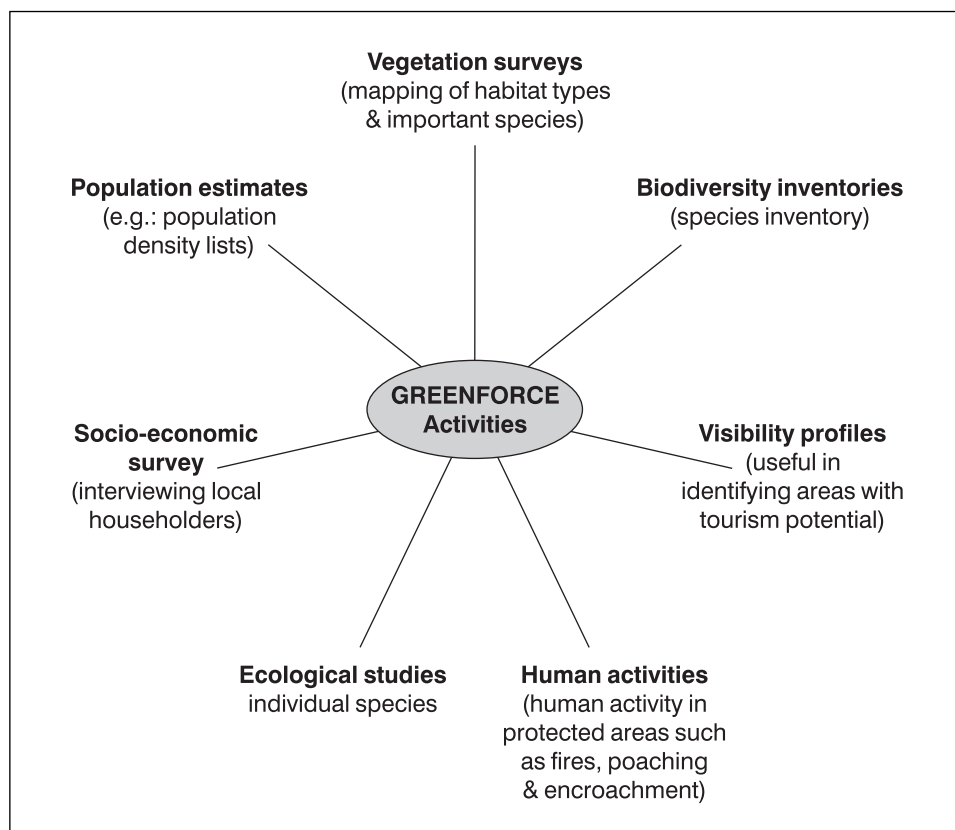 Vegetation surveys
(mapping of habitat types
& important species)
Population estimates
(e.g.: population
density lists)
Biodiversity inventories
(species inventory)
GREENFORCE
Activities
Socio-economic
survey
(interviewing local
householders)
Visibility profiles
(useful in
identifying areas with
tourism potential)
Ecological studies
individual species
Human activities
(human activity in
protected areas such
as fires, poaching
& encroachment)